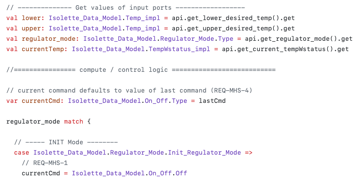 // -------------- Get values of input ports ------------------
val lower: Isolette_Data_Model.Temp_impl = api.get_lower_desired_temp().get
val upper: Isolette_Data_Model.Temp_impl = api.get_upper_desired_temp().get
val regulator_mode: Isolette_Data_Model.Regulator_Mode.Type = api.get_regulator_mode().get
val currentTemp: Isolette_Data_Model.TempWstatus_impl = api.get_current_tempWstatus().get
//================ compute / control logic ===========================
// current command defaults to value of last command (REQ-MHS-4)
var currentCmd: Isolette_Data_Model.On_Off.Type = lastCmd
regulator_mode match {
// ----- INIT Mode --------
case Isolette_Data_Model.Regulator_Mode.Init_Regulator_Mode =>
// REQ-MHS-1
currentCmd = Isolette_Data_Model.On_Off.Off